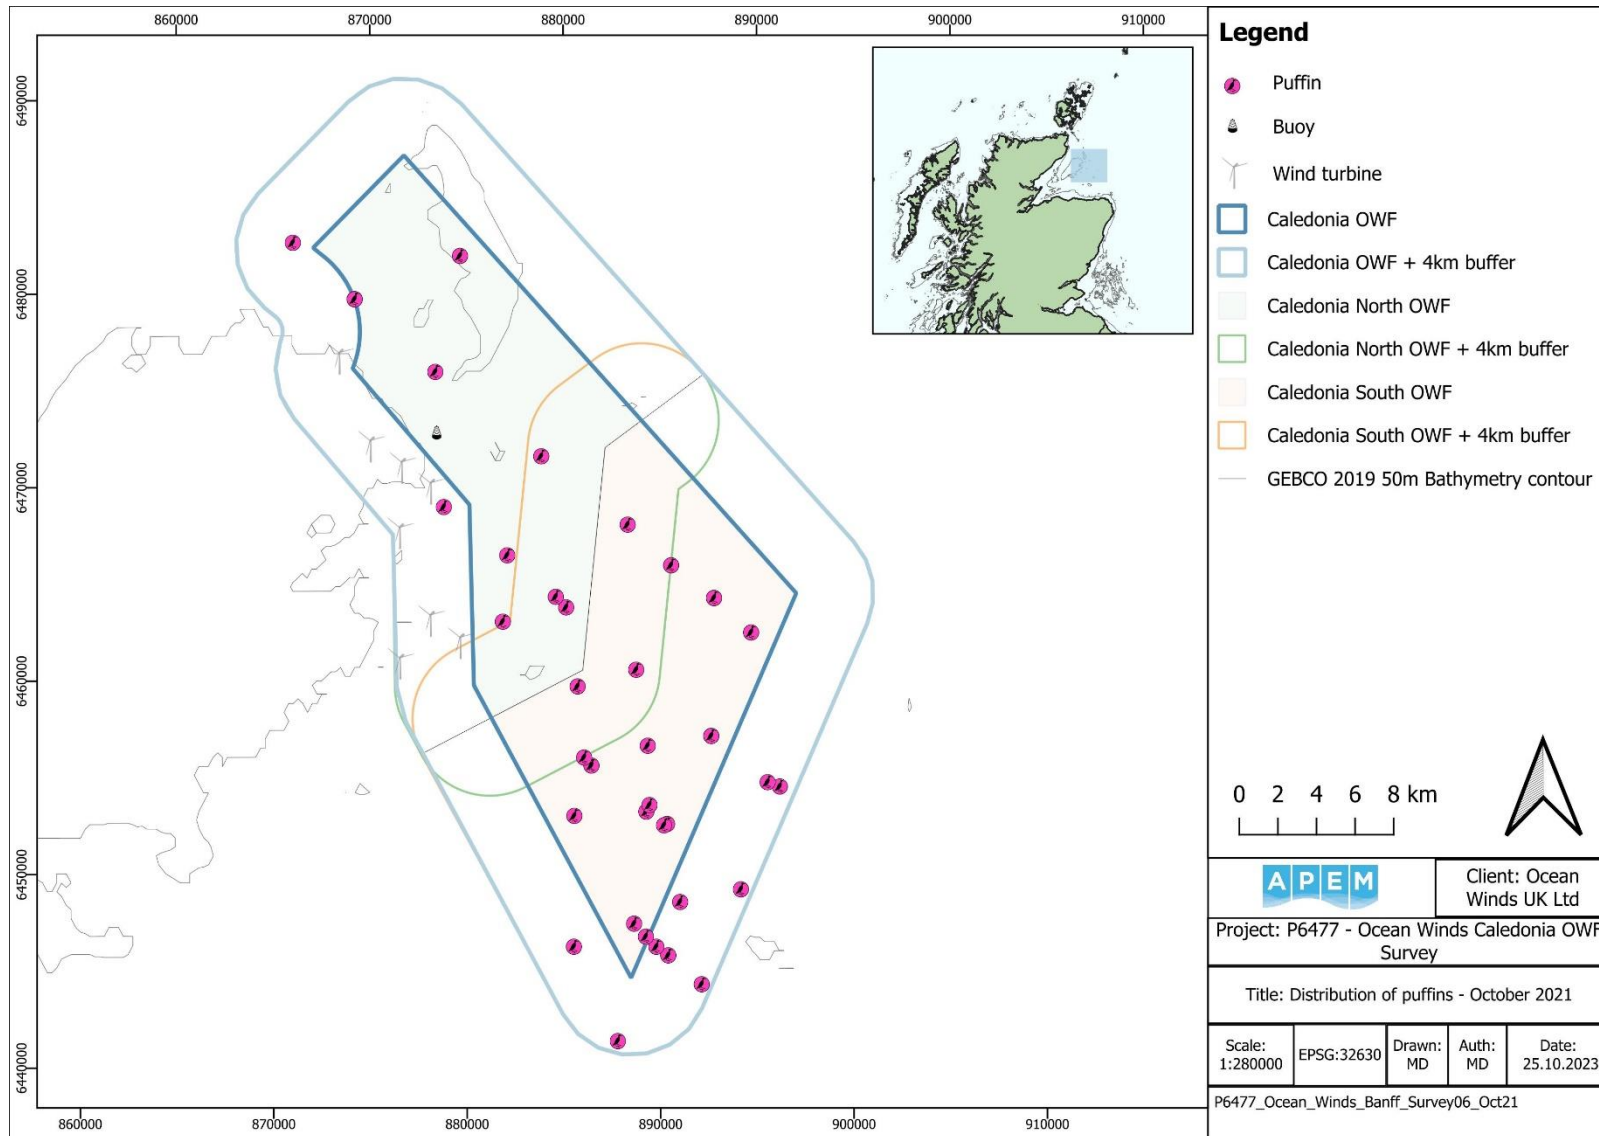 860000 870000 880000 890000 900000 910000
6490000
6480000
6470000
6460000
6450000
6440000
860000 870000 880000 890000 900000 910000
Legend
Puffin
Buoy
Wind turbine
Caledonia OWF
Caledonia OWF + 4km buffer
Caledonia North OWF
Caledonia North OWF + 4km buffer
Caledonia South OWF
Caledonia South OWF + 4km buffer
GEBCO 2019 50m Bathymetry contour
0 2 4 6 8 km
APEM
Client: Ocean
Winds UK Ltd
Project: P6477 - Ocean Winds Caledonia OWF
Survey
Title: Distribution of puffins - October 2021
Scale:
1:280000
EPSG:32630
Drawn:
MD
Auth:
MD
Date:
25.10.2023
P6477_Ocean_Winds_Banff_Survey06_Oct21